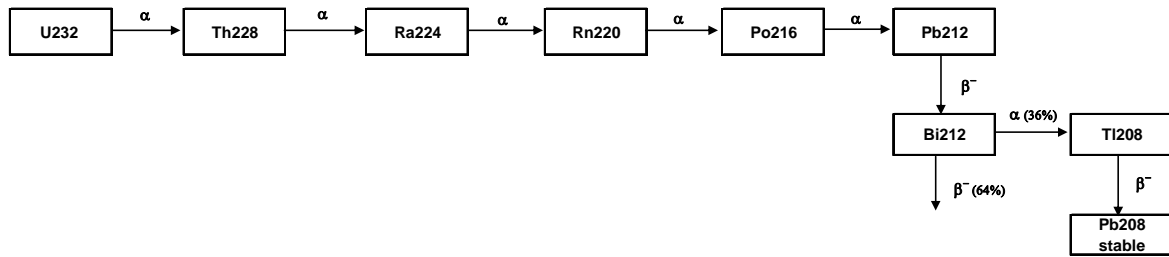 α α α α α
U232 Th228 Ra224 Rn220 Po216 Pb212
β⁻
α (36%)
Bi212 Tl208
β⁻ (64%) β⁻
Pb208
stable